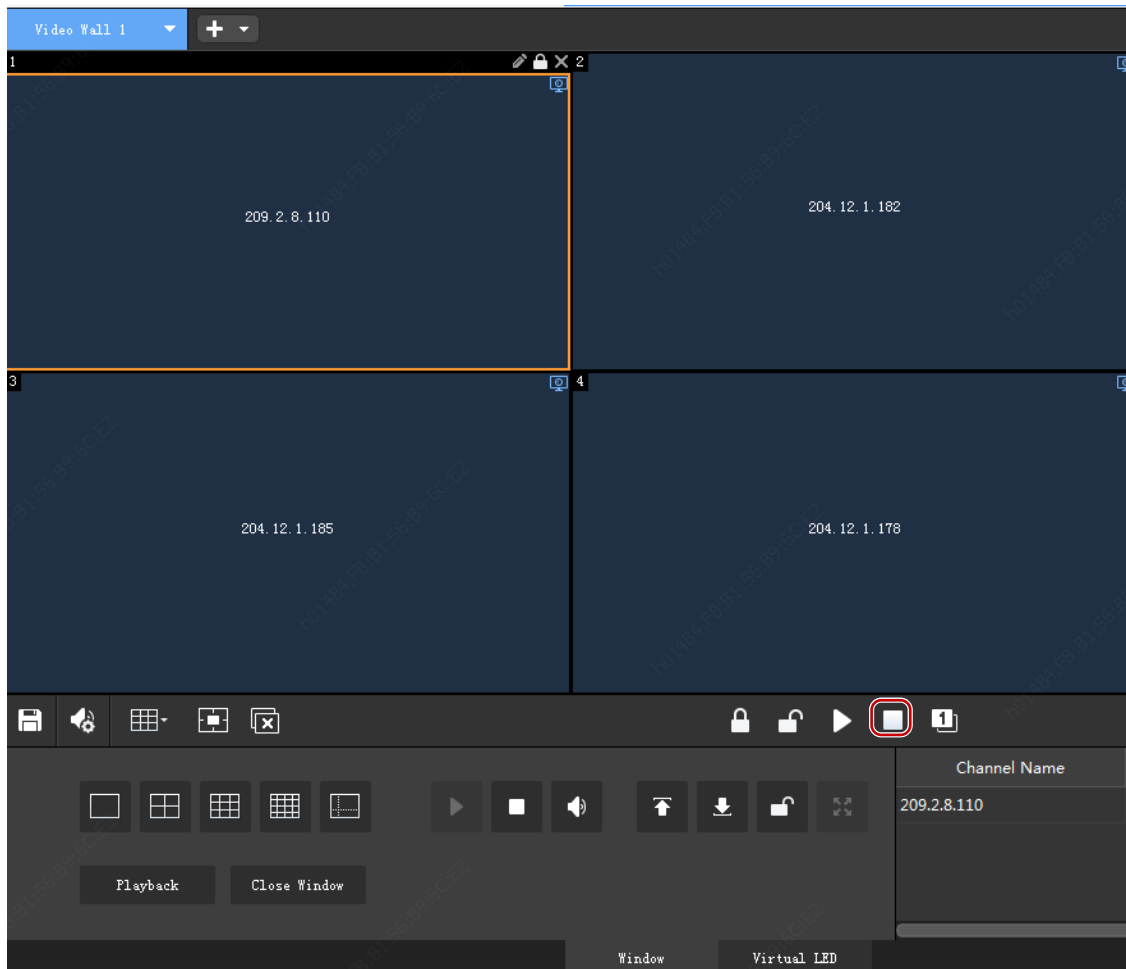 Video Wall 1
1
2
209.2.8.110
204.12.1.182
3
4
204.12.1.185
204.12.1.178
1
Channel Name
209.2.8.110
Playback Close Window
Window Virtual LED